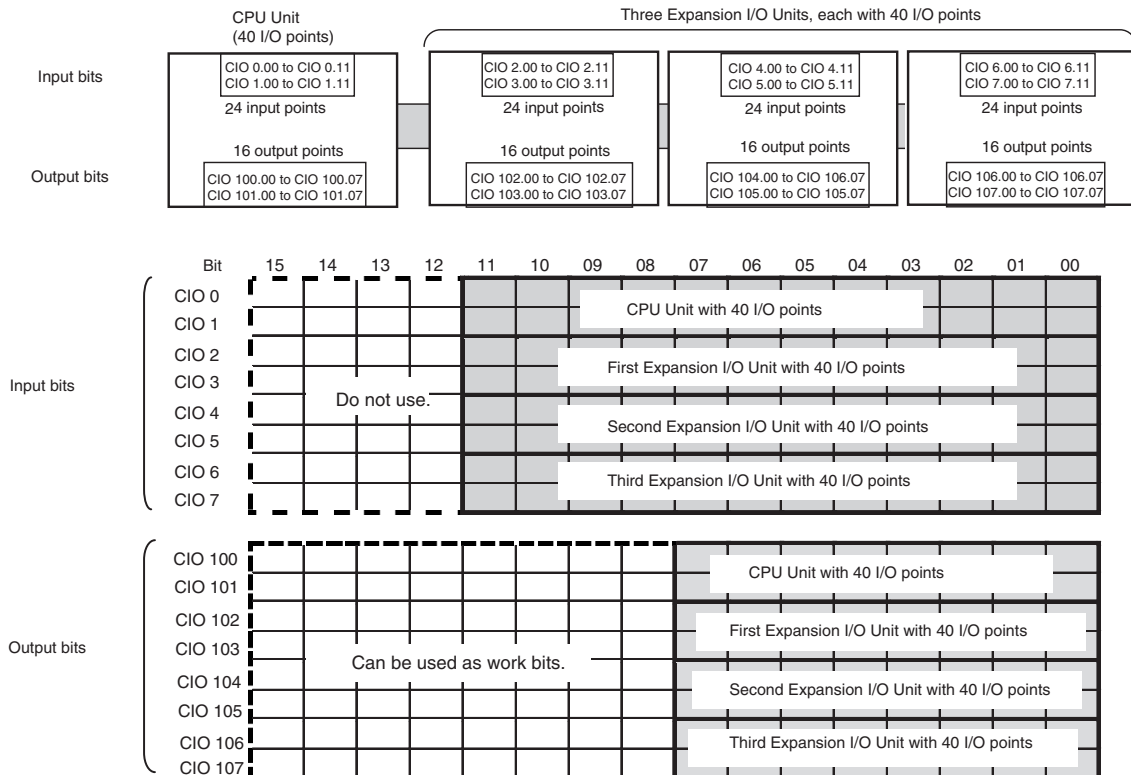 CPU Unit
(40 I/O points)
Three Expansion I/O Units, each with 40 I/O points
Input bits
CIO 0.00 to CIO 0.11
CIO 1.00 to CIO 1.11
24 input points
CIO 2.00 to CIO 2.11
CIO 3.00 to CIO 3.11
24 input points
CIO 4.00 to CIO 4.11
CIO 5.00 to CIO 5.11
24 input points
CIO 6.00 to CIO 6.11
CIO 7.00 to CIO 7.11
24 input points
Output bits
16 output points
CIO 100.00 to CIO 100.07
CIO 101.00 to CIO 101.07
16 output points
CIO 102.00 to CIO 102.07
CIO 103.00 to CIO 103.07
16 output points
CIO 104.00 to CIO 106.07
CIO 105.00 to CIO 105.07
16 output points
CIO 106.00 to CIO 106.07
CIO 107.00 to CIO 107.07
Bit 15 14 13 12 11 10 09 08 07 06 05 04 03 02 01 00
Input bits
CIO 0
CIO 1
CIO 2
CIO 3
CIO 4
CIO 5
CIO 6
CIO 7
Do not use.
CPU Unit with 40 I/O points
First Expansion I/O Unit with 40 I/O points
Second Expansion I/O Unit with 40 I/O points
Third Expansion I/O Unit with 40 I/O points
Output bits
CIO 100
CIO 101
CIO 102
CIO 103
CIO 104
CIO 105
CIO 106
CIO 107
Can be used as work bits.
CPU Unit with 40 I/O points
First Expansion I/O Unit with 40 I/O points
Second Expansion I/O Unit with 40 I/O points
Third Expansion I/O Unit with 40 I/O points